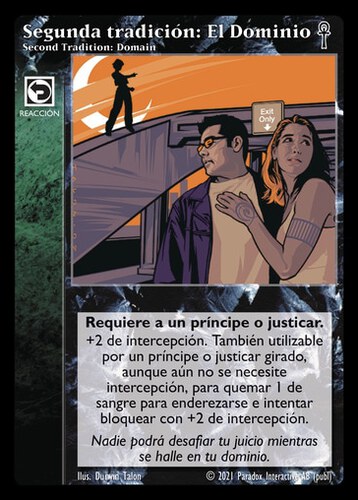 Segunda tradición: El Dominio
Second Tradition: Domain
REACCIÓN
Exit
Only
Requiere a un príncipe o justicar.
+2 de intercepción. También utilizable
por un príncipe o justicar girado,
aunque aún no se necesite
intercepción, para quemar 1 de
sangre para enderezarse e intentar
bloquear con +2 de intercepción.
Nadie podrá desafiar tu juicio mientras
se halle en tu dominio.
Ilus. Durwin Talon
© 2021 Paradox Interactive AB (publ)